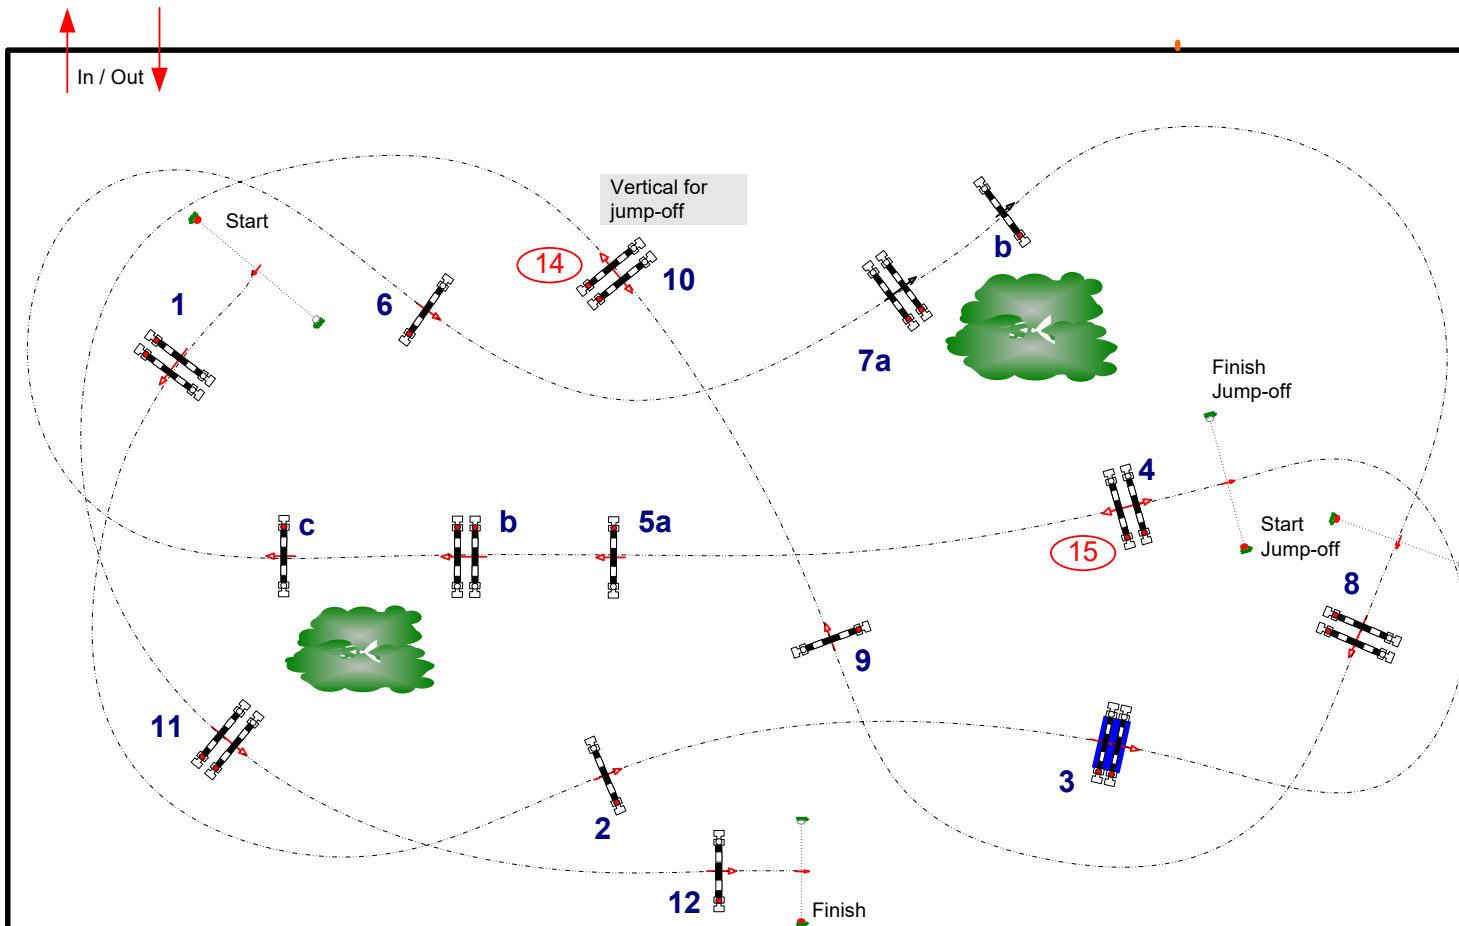 In / Out
Vertical for
jump-off
Start
14
10
b
1
6
7a
Finish
Jump-off
4
c
b
5a
15
Start
Jump-off
8
9
11
3
2
12
Finish